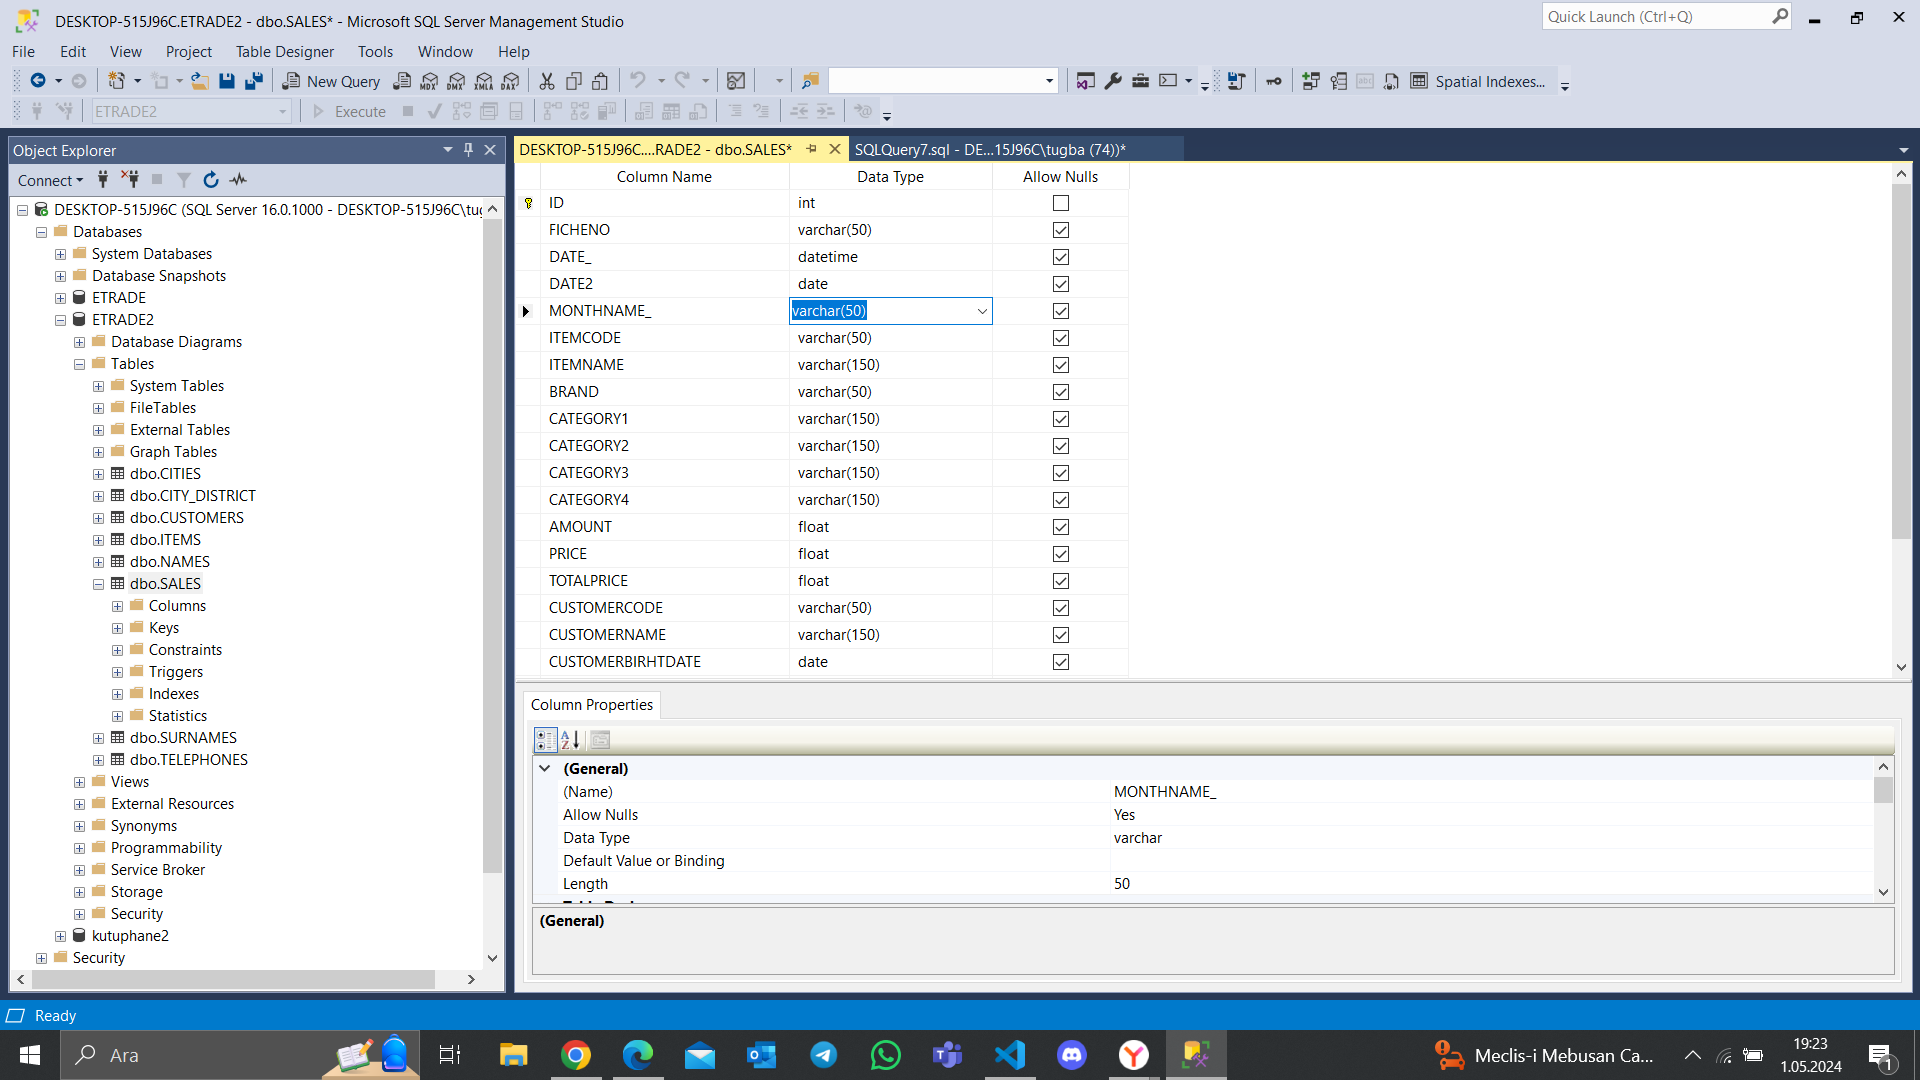 DESKTOP-515J96C.ETRADE2 - dbo.SALES* - Microsoft SQL Server Management Studio
Quick Launch (Ctrl+Q)
File Edit View Project Table Designer Tools Window Help
New Query MDX DMX XMLA DAX Spatial Indexes...
ETRADE2 Execute
Object Explorer
Connect
DESKTOP-515J96C (SQL Server 16.0.1000 - DESKTOP-515J96C\tu
Databases
System Databases
Database Snapshots
ETRADE
ETRADE2
Database Diagrams
Tables
System Tables
FileTables
External Tables
Graph Tables
dbo.CITIES
dbo.CITY_DISTRICT
dbo.CUSTOMERS
dbo.ITEMS
dbo.NAMES
dbo.SALES
Columns
Keys
Constraints
Triggers
Indexes
Statistics
dbo.SURNAMES
dbo.TELEPHONES
Views
External Resources
Synonyms
Programmability
Service Broker
Storage
Security
kutuphane2
Security
DESKTOP-515J96C....RADE2 - dbo.SALES* SQLQuery7.sql - DE...15J96C\tugba (74))*
Column Name Data Type Allow Nulls
ID int
FICHENO varchar(50)
DATE_ datetime
DATE2 date
MONTHNAME_ varchar(50)
ITEMCODE varchar(50)
ITEMNAME varchar(150)
BRAND varchar(50)
CATEGORY1 varchar(150)
CATEGORY2 varchar(150)
CATEGORY3 varchar(150)
CATEGORY4 varchar(150)
AMOUNT float
PRICE float
TOTALPRICE float
CUSTOMERCODE varchar(50)
CUSTOMERNAME varchar(150)
CUSTOMERBIRHTDATE date
Column Properties
(General)
(Name) MONTHNAME_
Allow Nulls Yes
Data Type varchar
Default Value or Binding
Length 50
(General)
Ready
Ara
Meclis-i Mebusan Ca...
19:23
1.05.2024
1